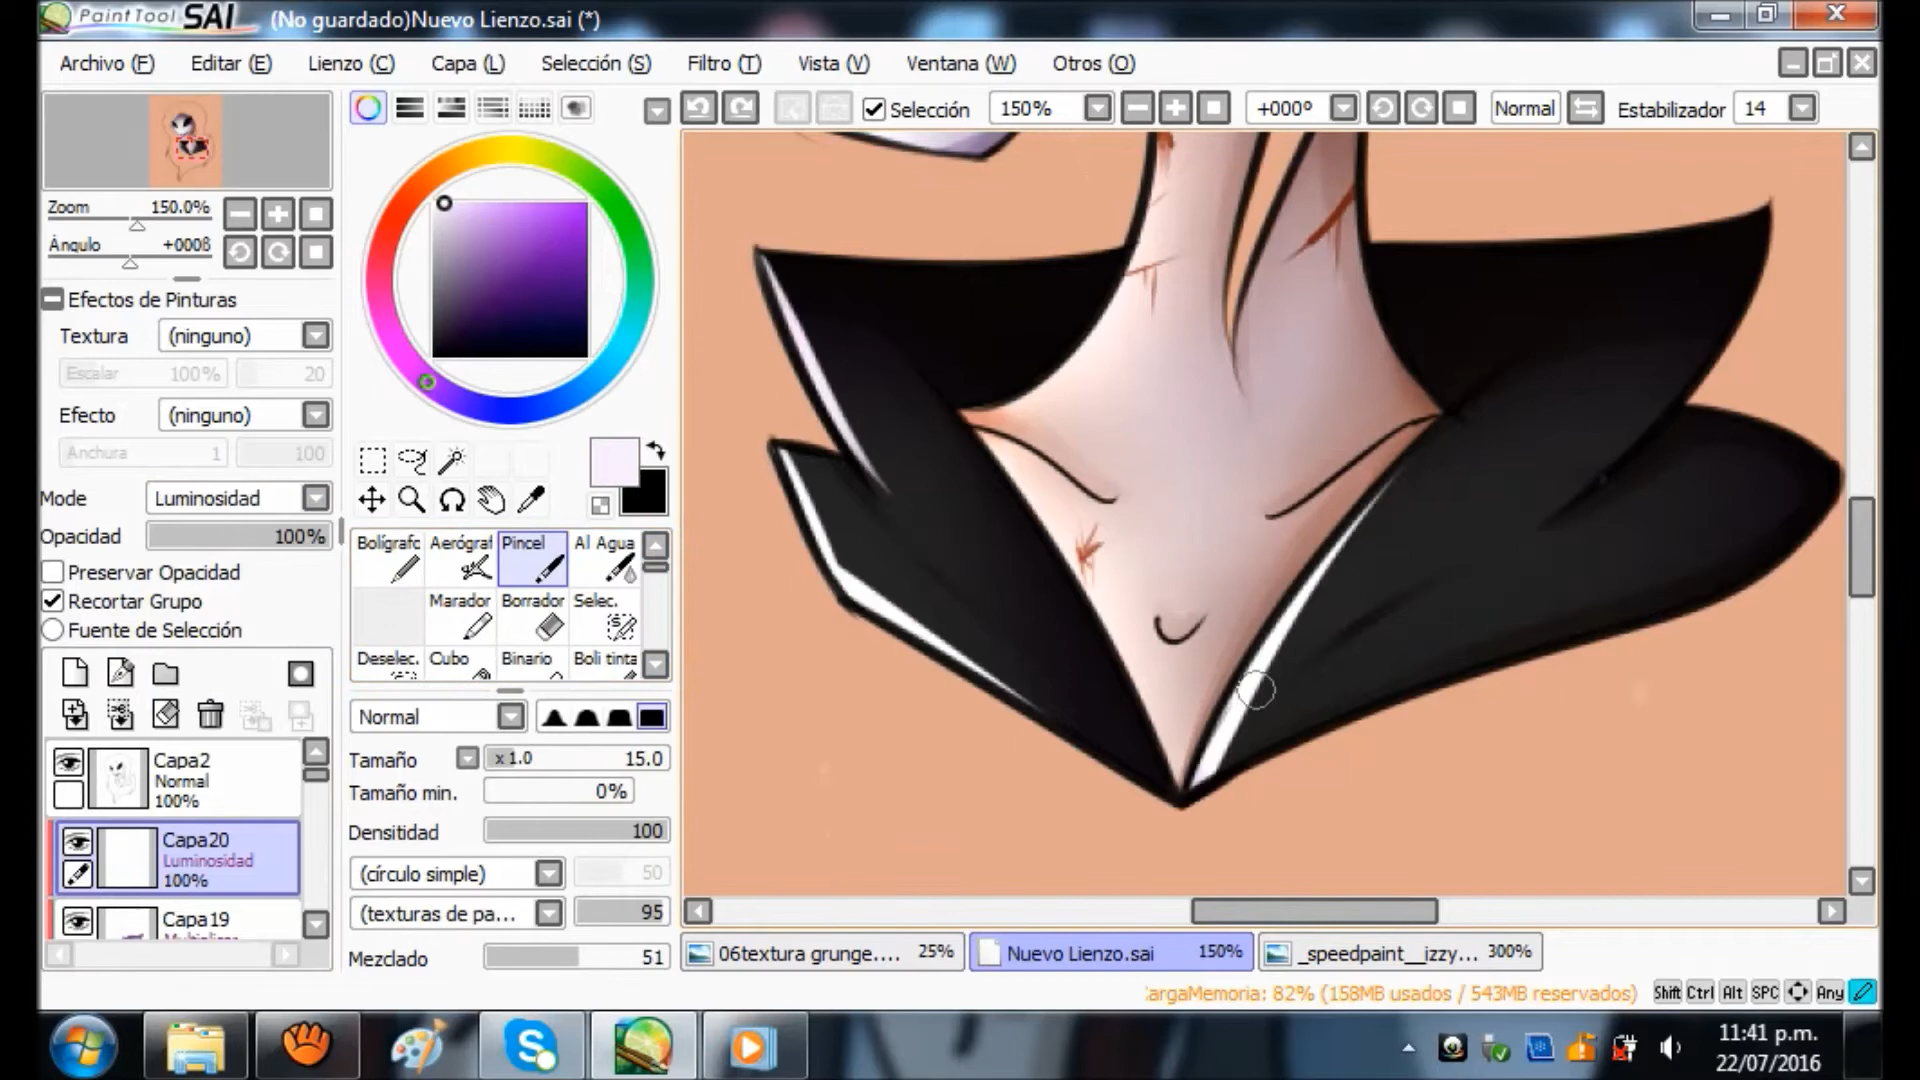 PaintTool SAI (No guardado)Nuevo Lienzo.sai (*)
Archivo (F) Editar (E) Lienzo (C) Capa (L) Selección (S) Filtro (T) Vista (V) Ventana (W) Otros (O)
Selección 150% +000º Normal Estabilizador 14
Zoom 150.0%
Ángulo +000ß
Efectos de Pinturas
Textura (ninguno)
Escalar 100% 20
Efecto (ninguno)
Anchura 1 100
Mode Luminosidad
Opacidad 100%
Preservar Opacidad
Recortar Grupo
Fuente de Selección
Capa2
Normal
100%
Capa20
Luminosidad
100%
Capa19
Bolígrafc Aerógraf Pincel Al Agua
Marador Borrador Selec.
Deselec. Cubo Binario Boli tinta
Normal
Tamaño x 1.0 15.0
Tamaño min. 0%
Densitidad 100
(círculo simple) 50
(texturas de pa... 95
Mezclado 51
06textura grunge.... 25% Nuevo Lienzo.sai 150% _speedpaint__izzy... 300%
argaMemoria: 82% (158MB usados / 543MB reservados) Shift Ctrl Alt SPC Any
11:41 p.m.
22/07/2016